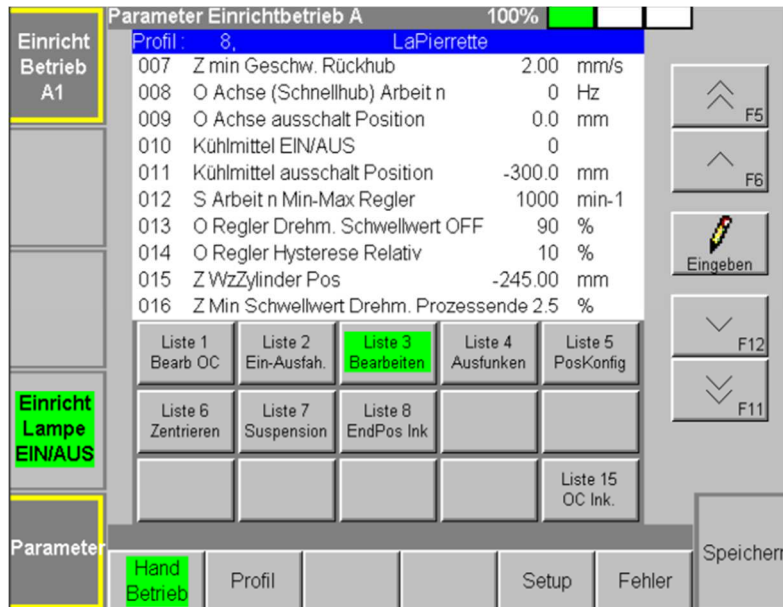 Parameter Einrichtbetrieb A 100%
Einricht
Betrieb
A1
Profil : 8, LaPierrette
007 Z min Geschw. Rückhub 2.00 mm/s
008 O Achse (Schnellhub) Arbeit n 0 Hz
009 O Achse ausschalt Position 0.0 mm
010 Kühlmittel EIN/AUS 0
011 Kühlmittel ausschalt Position -300.0 mm
012 S Arbeit n Min-Max Regler 1000 min-1
013 O Regler Drehm. Schwellwert OFF 90 %
014 O Regler Hysterese Relativ 10 %
015 Z WzZylinder Pos -245.00 mm
016 Z Min Schwellwert Drehm. Prozessende 2.5 %
F5
F6
Eingeben
F12
F11
Liste 1
Bearb OC
Liste 2
Ein-Ausfah.
Liste 3
Bearbeiten
Liste 4
Ausfunken
Liste 5
PosKonfig
Liste 6
Zentrieren
Liste 7
Suspension
Liste 8
EndPos Ink
Liste 15
OC Ink.
Einricht
Lampe
EIN/AUS
Parameter
Hand
Betrieb
Profil
Setup
Fehler
Speichern